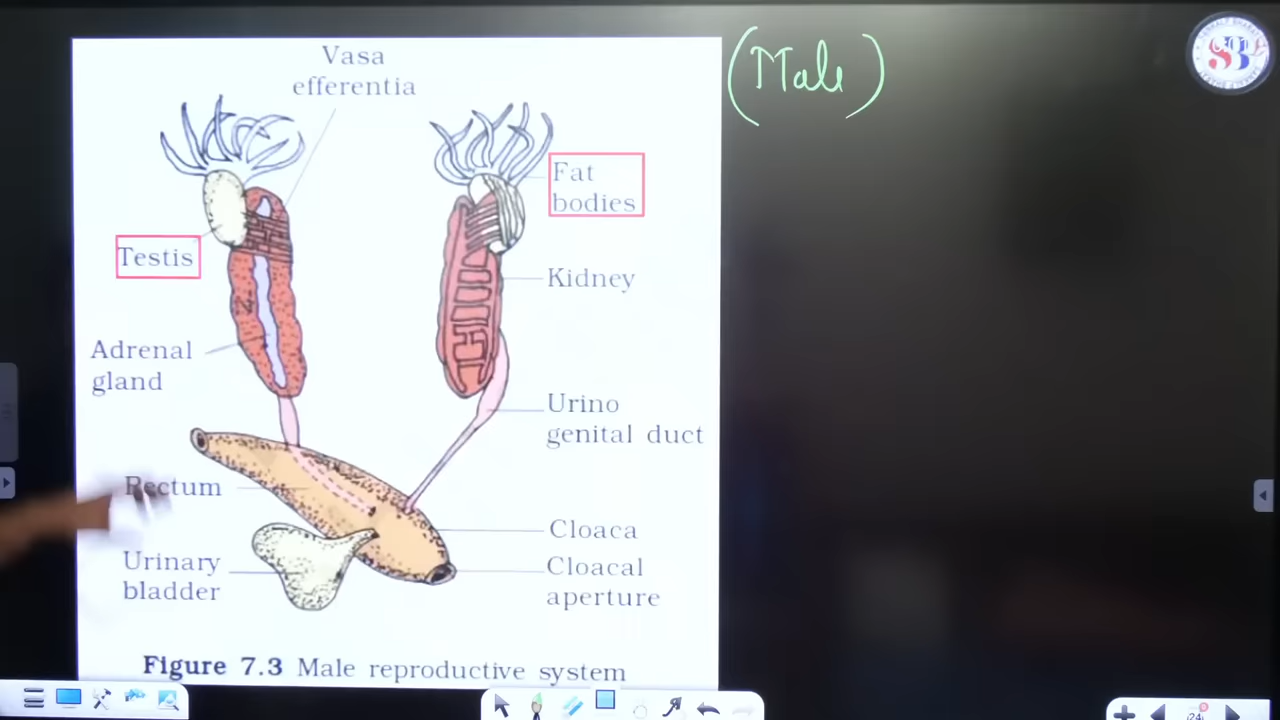 Vasa
efferentia
(Male)
Fat
bodies
Testis
Kidney
Adrenal
gland
Urino
genital duct
Rectum
Cloaca
Urinary
bladder
Cloacal
aperture
Figure 7.3 Male reproductive system